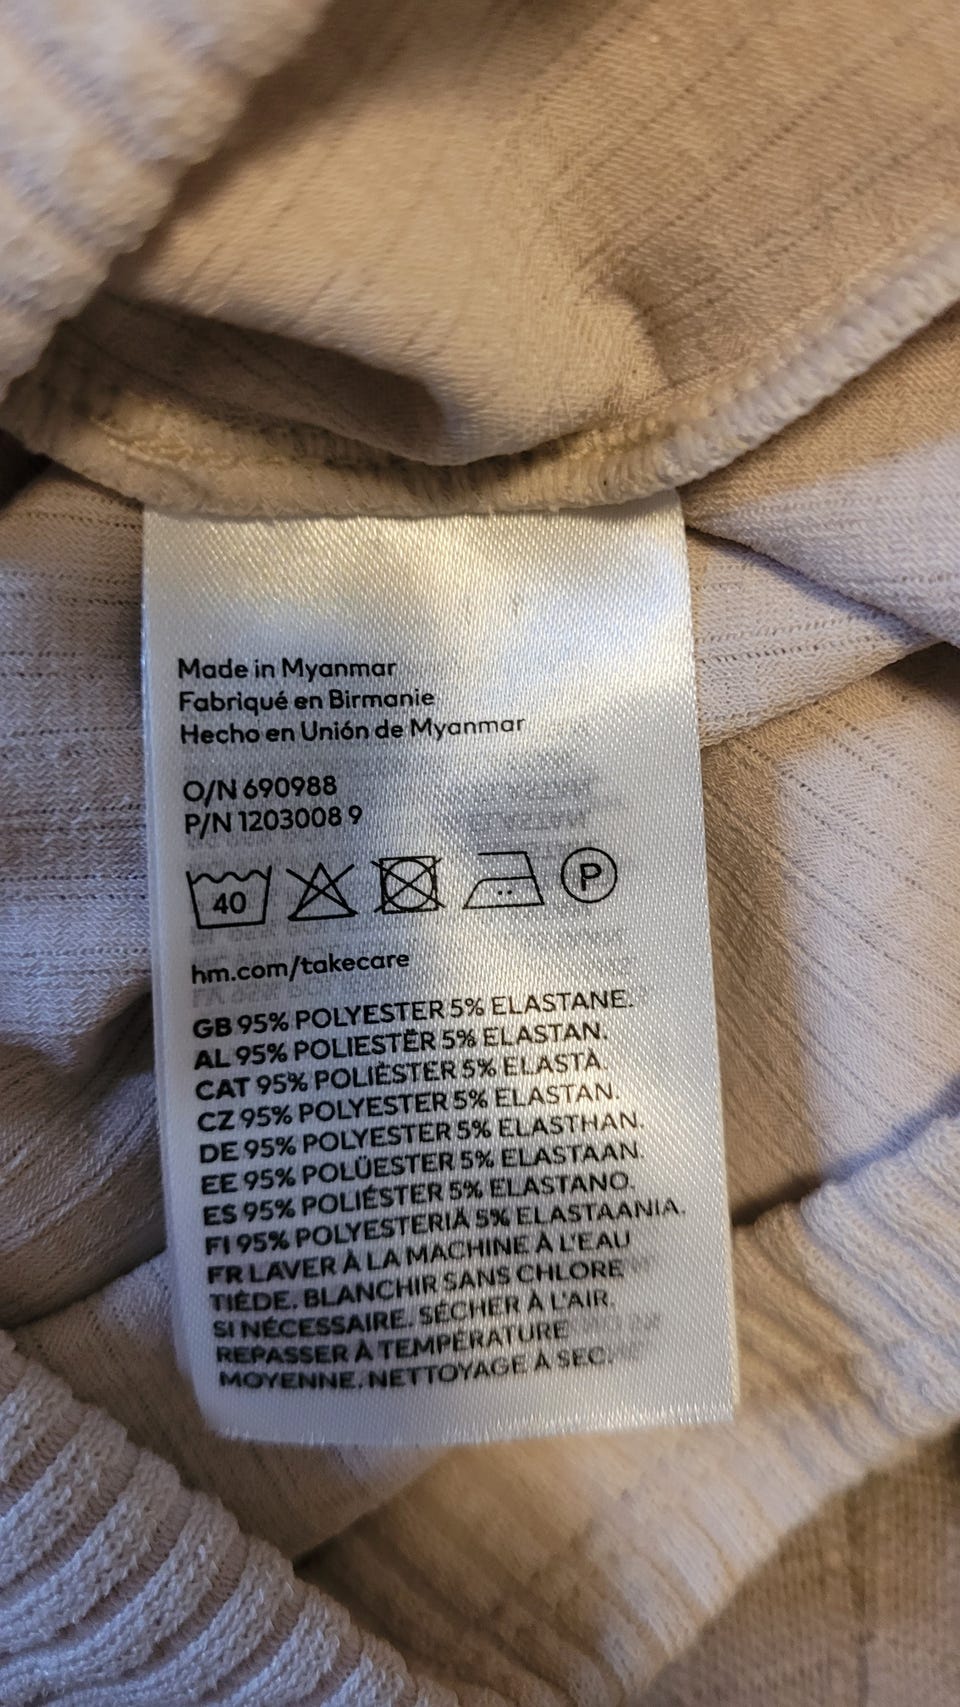 Made in Myanmar
Fabriqué en Birmanie
Hecho en Unión de Myanmar
O/N 690988
P/N 1203008 9
40 P
hm.com/takecare
GB 95% POLYESTER 5% ELASTANE.
AL 95% POLIESTËR 5% ELASTAN.
CAT 95% POLIÈSTER 5% ELASTÀ.
CZ 95% POLYESTER 5% ELASTAN.
DE 95% POLYESTER 5% ELASTHAN.
EE 95% POLÜESTER 5% ELASTAAN.
ES 95% POLIÉSTER 5% ELASTANO.
FI 95% POLYESTERIÄ 5% ELASTAANIA.
FR LAVER À LA MACHINE À L'EAU
TIÈDE. BLANCHIR SANS CHLORE
SI NÉCESSAIRE. SÉCHER À L'AIR.
REPASSER À TEMPÉRATURE
MOYENNE. NETTOYAGE À SEC.